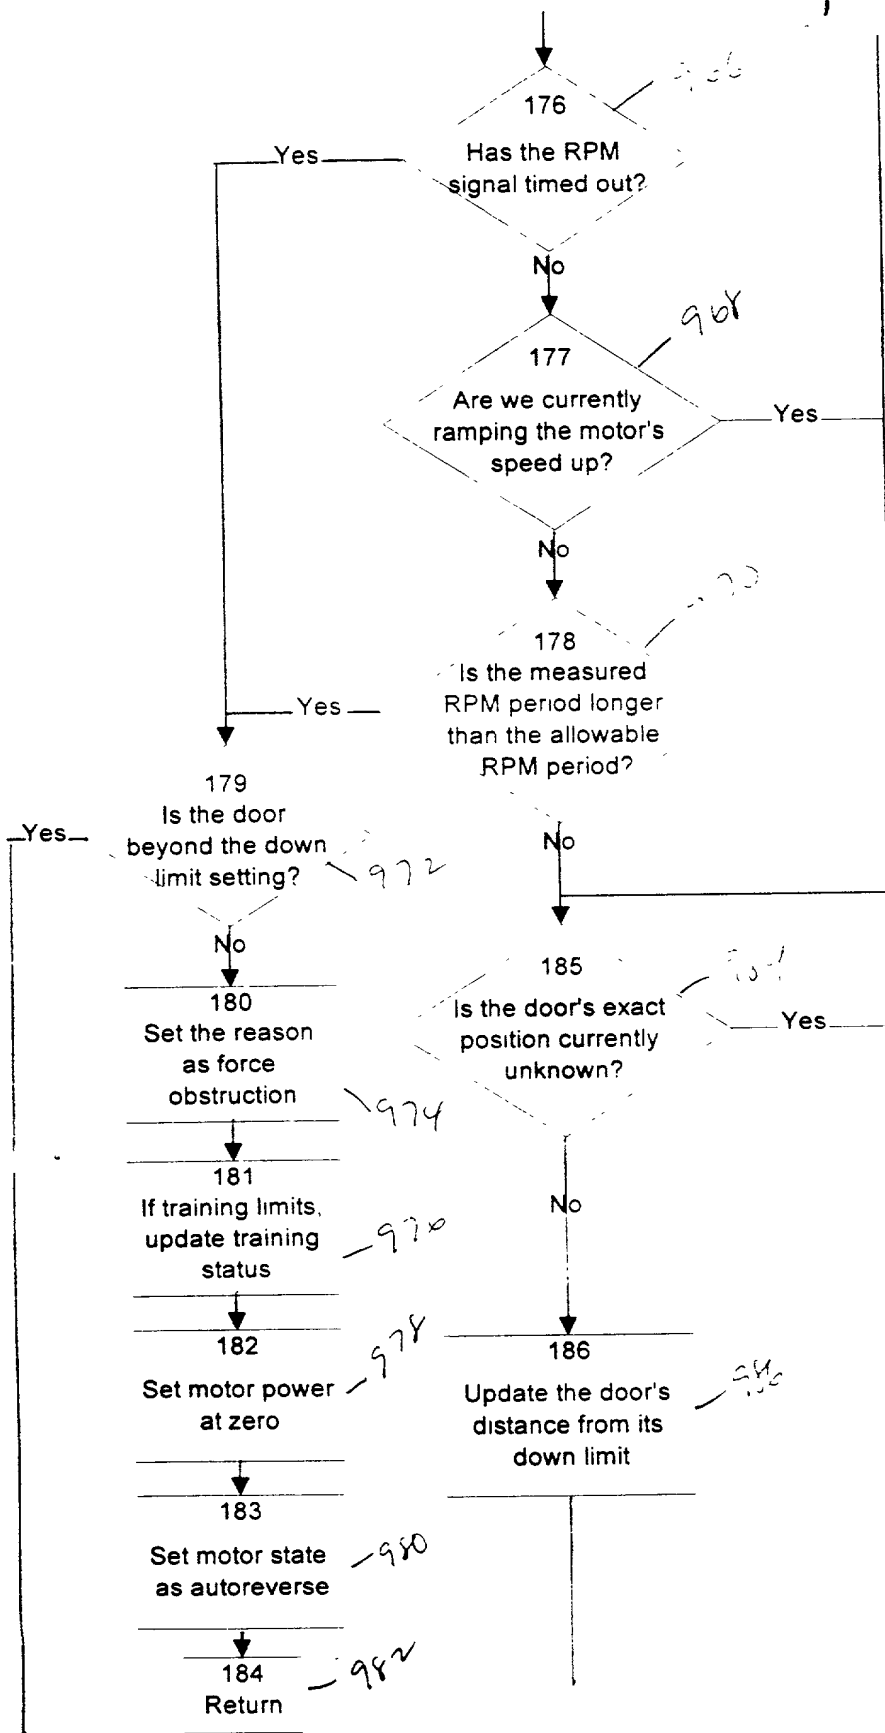 176
Has the RPM
signal timed out?
Yes
No
968
177
Are we currently
ramping the motor's
speed up?
Yes
No
178
Is the measured
RPM period longer
than the allowable
RPM period?
Yes
No
179
Is the door
beyond the down
limit setting?
Yes
972
No
185
Is the door's exact
position currently
unknown?
Yes
No
180
Set the reason
as force
obstruction
974
181
If training limits,
update training
status
976
182
Set motor power
at zero
978
186
Update the door's
distance from its
down limit
183
Set motor state
as autoreverse
980
184
Return
982